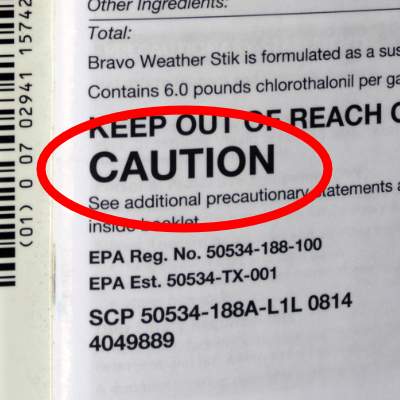 Other Ingredients:
Total:
Bravo Weather Stik is formulated as a sus
Contains 6.0 pounds chlorothalonil per ga
KEEP OUT OF REACH O
CAUTION
See additional precautionary statements a
inside booklet
EPA Reg. No. 50534-188-100
EPA Est. 50534-TX-001
SCP 50534-188A-L1L 0814
4049889
(01) 0 07 02941 15742